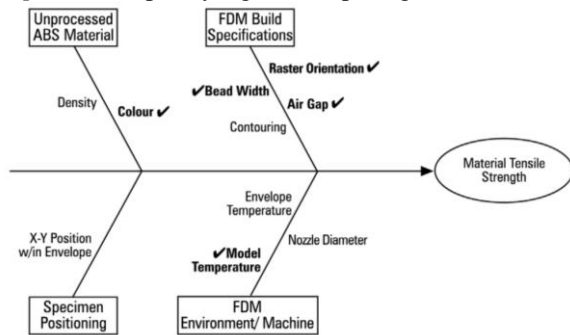 Unprocessed
ABS Material
FDM Build
Specifications
Raster Orientation ✔
✔Bead Width
Density
Colour ✔
Air Gap ✔
Contouring
Material Tensile
Strength
Envelope
Temperature
X-Y Position
w/in Envelope
Nozzle Diameter
✔Model
Temperature
Specimen
Positioning
FDM
Environment/ Machine